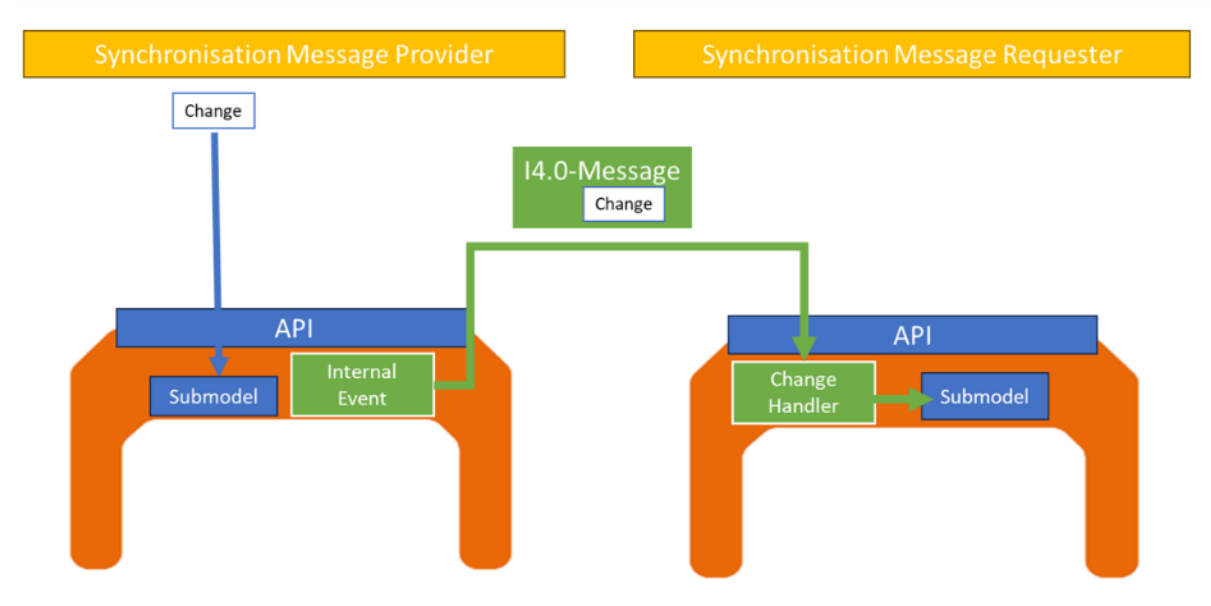 Synchronisation Message Provider
Synchronisation Message Requester
Change
I4.0-Message
Change
API
API
Submodel
Internal
Event
Change
Handler
Submodel